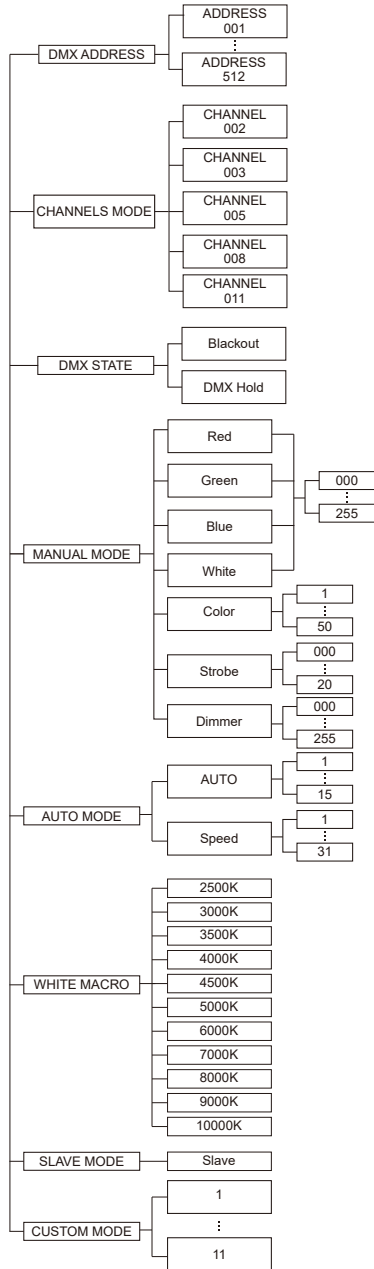 DMX ADDRESS
ADDRESS
001
ADDRESS
512
CHANNELS MODE
CHANNEL
002
CHANNEL
003
CHANNEL
005
CHANNEL
008
CHANNEL
011
DMX STATE
Blackout
DMX Hold
MANUAL MODE
Red
Green
Blue
White
000
255
Color
1
50
Strobe
000
20
Dimmer
000
255
AUTO MODE
AUTO
1
15
Speed
1
31
WHITE MACRO
2500K
3000K
3500K
4000K
4500K
5000K
6000K
7000K
8000K
9000K
10000K
SLAVE MODE
Slave
CUSTOM MODE
1
11